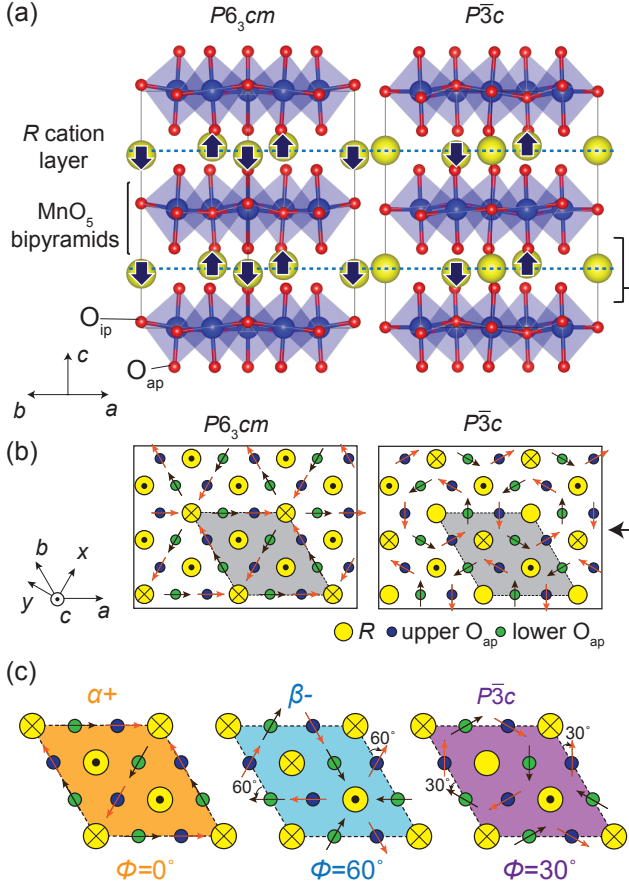 (a)
P6₃cm
P3̅c
R cation
layer
MnO₅
bipyramids
O_ip
O_ap
c
b
a
(b)
P6₃cm
P3̅c
b
x
y
c
a
R
upper O_ap
lower O_ap
(c)
α+
β-
P3̅c
60°
60°
30°
30°
Φ=0°
Φ=60°
Φ=30°